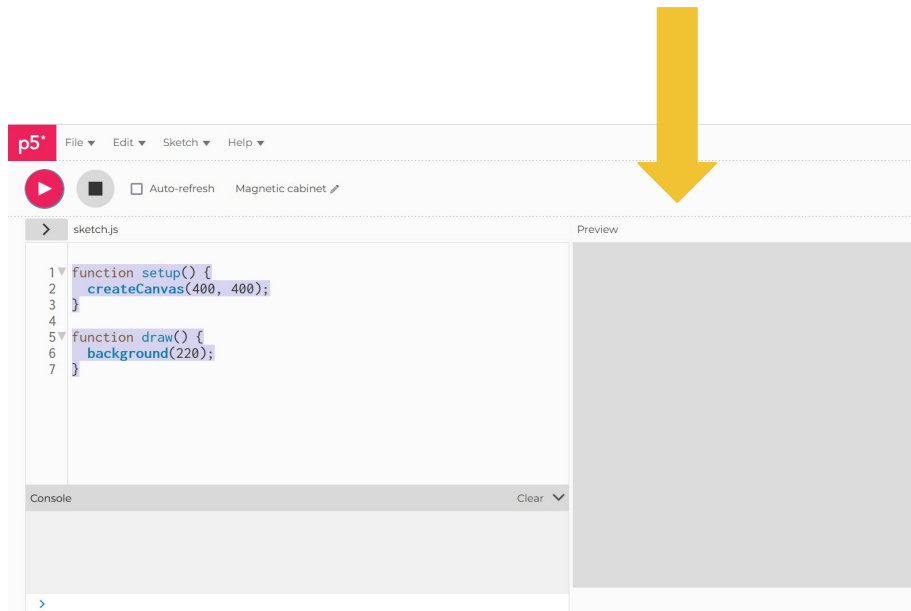 p5*
File Edit Sketch Help
Auto-refresh Magnetic cabinet
sketch.js
Preview
1 function setup() {
2   createCanvas(400, 400);
3 }
4
5 function draw() {
6   background(220);
7 }
Console
Clear
>